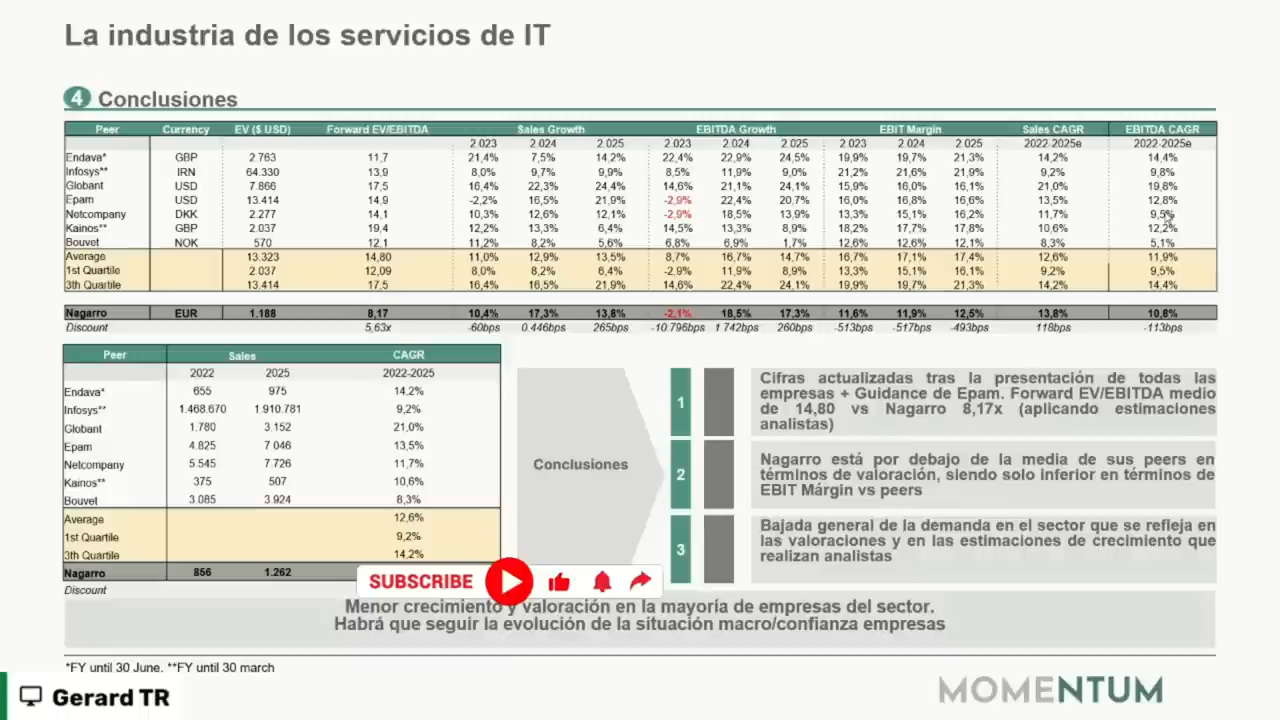 La industria de los servicios de IT
4 Conclusiones
Peer Currency EV ($ USD) Forward EV/EBITDA Sales Growth EBITDA Growth EBIT Margin Sales CAGR EBITDA CAGR
2.023 2.024 2.025 2.023 2.024 2.025 2.023 2.024 2.025 2022-2025e 2022-2025e
Endava* GBP 2.763 11,7 21,4% 7,5% 14,2% 22,4% 22,9% 24,5% 19,9% 19,7% 21,3% 14,2% 14,4%
Infosys** IRN 64.330 13,9 8,0% 9,7% 9,9% 8,5% 11,9% 9,0% 21,2% 21,6% 21,9% 9,2% 9,8%
Globant USD 7.866 17,5 16,4% 22,3% 24,4% 14,6% 21,1% 24,1% 15,9% 16,0% 16,1% 21,0% 19,8%
Epam USD 13.414 14,9 -2,2% 16,5% 21,9% -2,9% 22,4% 20,7% 16,0% 16,8% 16,6% 13,5% 12,8%
Netcompany DKK 2.277 14,1 10,3% 12,6% 12,1% -2,9% 18,5% 13,9% 13,3% 15,1% 16,2% 11,7% 9,5%
Kainos** GBP 2.037 19,4 12,2% 13,3% 6,4% 14,5% 13,3% 8,9% 18,2% 17,7% 17,8% 10,6% 12,2%
Bouvet NOK 570 12,1 11,2% 8,2% 5,6% 6,8% 6,9% 1,7% 12,6% 12,6% 12,1% 8,3% 5,1%
Average 13.323 14,80 11,0% 12,9% 13,5% 8,7% 16,7% 14,7% 16,7% 17,1% 17,4% 12,6% 11,9%
1st Quartile 2.037 12,09 8,0% 8,2% 6,4% -2,9% 11,9% 8,9% 13,3% 15,1% 16,1% 9,2% 9,5%
3th Quartile 13.414 17,5 16,4% 16,5% 21,9% 14,6% 22,4% 24,1% 19,9% 19,7% 21,3% 14,2% 14,4%
Nagarro EUR 1.188 8,17 10,4% 17,3% 13,8% -2,1% 18,5% 17,3% 11,6% 11,9% 12,5% 13,8% 10,8%
Discount 5,63x -60bps 0.446bps 265bps -10.796bps 1 742bps 260bps -513bps -517bps -493bps 118bps -113bps
Peer Sales CAGR
2022 2025 2022-2025
Endava* 655 975 14,2%
Infosys** 1.468.670 1.910.781 9,2%
Globant 1.780 3.152 21,0%
Epam 4.825 7 046 13,5%
Netcompany 5.545 7.726 11,7%
Kainos** 375 507 10,6%
Bouvet 3.085 3.924 8,3%
Average 12,6%
1st Quartile 9,2%
3th Quartile 14,2%
Nagarro 856 1.262
Discount
Conclusiones
1
Cifras actualizadas tras la presentación de todas las
empresas + Guidance de Epam. Forward EV/EBITDA medio
de 14,80 vs Nagarro 8,17x (aplicando estimaciones
analistas)
2
Nagarro está por debajo de la media de sus peers en
términos de valoración, siendo solo inferior en términos de
EBIT Márgin vs peers
3
Bajada general de la demanda en el sector que se refleja en
las valoraciones y en las estimaciones de crecimiento que
realizan analistas
SUBSCRIBE
Menor crecimiento y valoración en la mayoría de empresas del sector.
Habrá que seguir la evolución de la situación macro/confianza empresas
*FY until 30 June, **FY until 30 march
Gerard TR
MOMENTUM